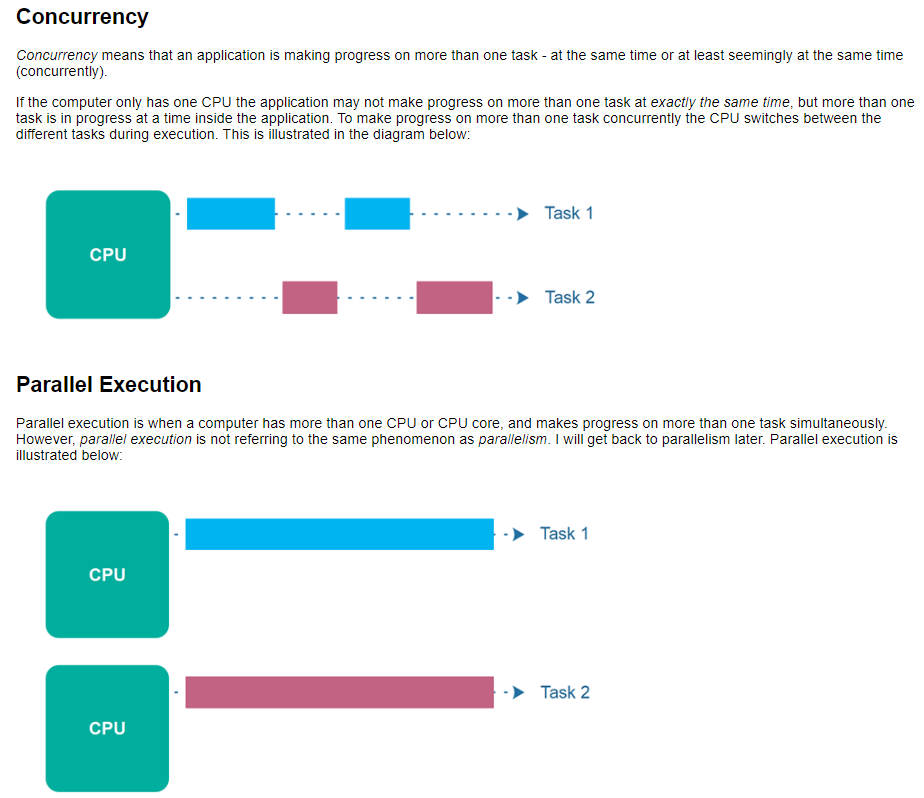 Concurrency
Concurrency means that an application is making progress on more than one task - at the same time or at least seemingly at the same time
(concurrently).
If the computer only has one CPU the application may not make progress on more than one task at exactly the same time, but more than one
task is in progress at a time inside the application. To make progress on more than one task concurrently the CPU switches between the
different tasks during execution. This is illustrated in the diagram below:
Task 1
CPU
Task 2
Parallel Execution
Parallel execution is when a computer has more than one CPU or CPU core, and makes progress on more than one task simultaneously.
However, parallel execution is not referring to the same phenomenon as parallelism. I will get back to parallelism later. Parallel execution is
illustrated below:
Task 1
CPU
Task 2
CPU